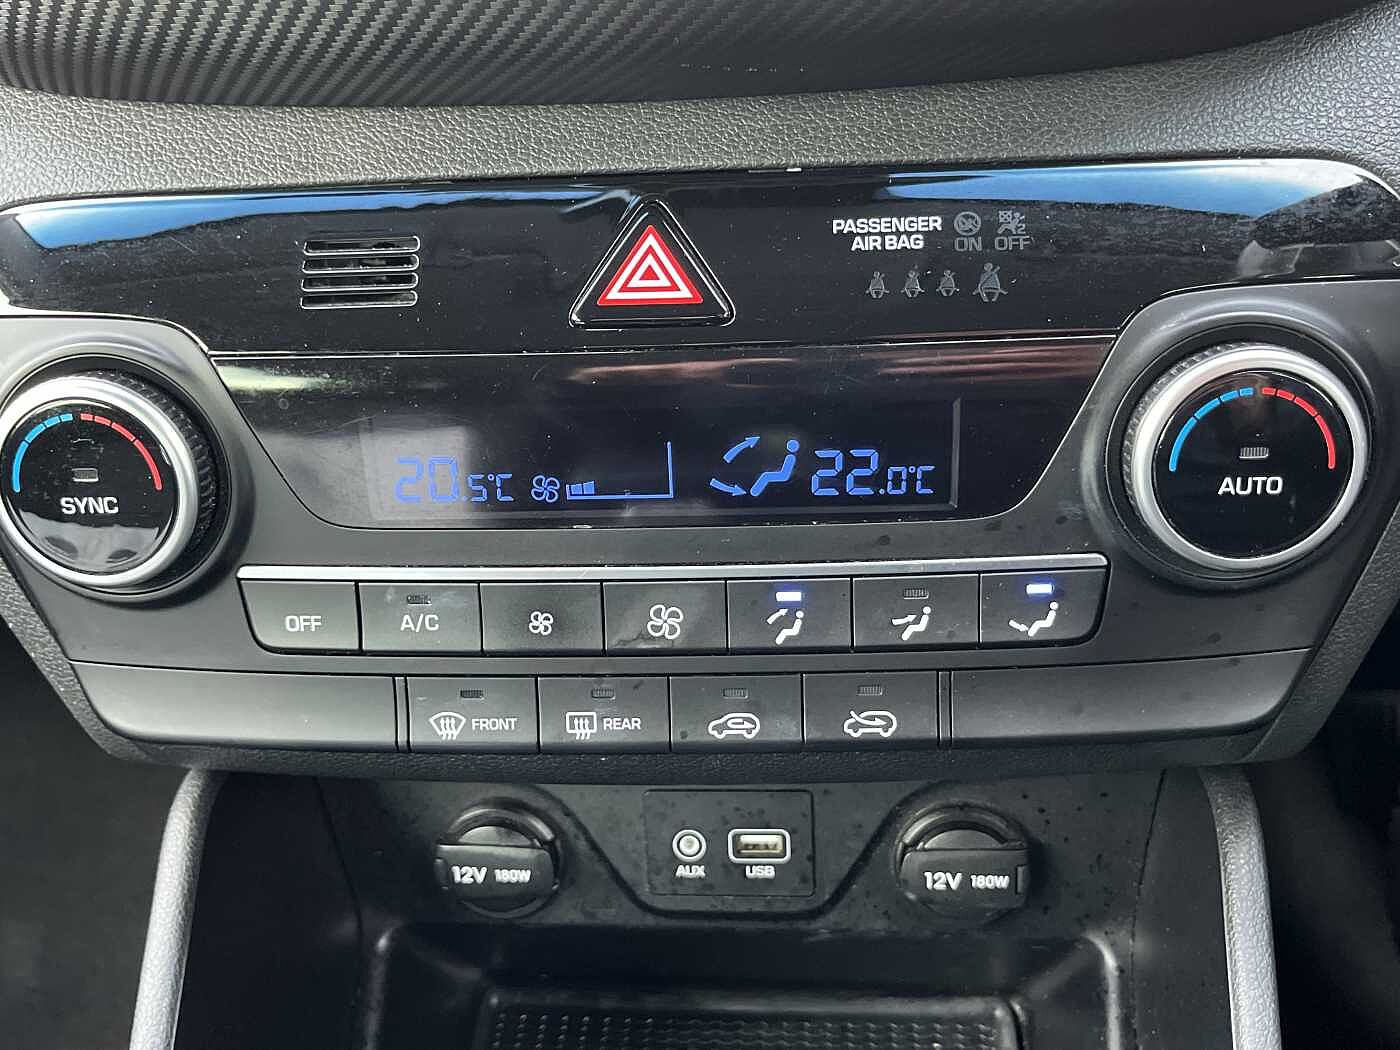 PASSENGER
AIR BAG
ON OFF
20.5°C 22.0°C
SYNC
AUTO
OFF
A/C
FRONT
REAR
12V 180W
AUX
USB
12V 180W